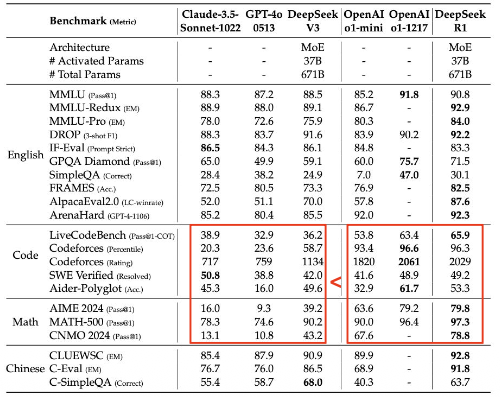 Benchmark (Metric) Claude-3.5-Sonnet-1022 GPT-4o 0513 DeepSeek V3 OpenAI o1-mini OpenAI o1-1217 DeepSeek R1
Architecture - - MoE - - MoE
# Activated Params - - 37B - - 37B
# Total Params - - 671B - - 671B
English
MMLU (Pass@1) 88.3 87.2 88.5 85.2 91.8 90.8
MMLU-Redux (EM) 88.9 88.0 89.1 86.7 - 92.9
MMLU-Pro (EM) 78.0 72.6 75.9 80.3 - 84.0
DROP (3-shot F1) 88.3 83.7 91.6 83.9 90.2 92.2
IF-Eval (Prompt Strict) 86.5 84.3 86.1 84.8 - 83.3
GPQA Diamond (Pass@1) 65.0 49.9 59.1 60.0 75.7 71.5
SimpleQA (Correct) 28.4 38.2 24.9 7.0 47.0 30.1
FRAMES (Acc.) 72.5 80.5 73.3 76.9 - 82.5
AlpacaEval2.0 (LC-winrate) 52.0 51.1 70.0 57.8 - 87.6
ArenaHard (GPT-4-1106) 85.2 80.4 85.5 92.0 - 92.3
Code
LiveCodeBench (Pass@1-COT) 38.9 32.9 36.2 53.8 63.4 65.9
Codeforces (Percentile) 20.3 23.6 58.7 93.4 96.6 96.3
Codeforces (Rating) 717 759 1134 1820 2061 2029
SWE Verified (Resolved) 50.8 38.8 42.0 41.6 48.9 49.2
Aider-Polyglot (Acc.) 45.3 16.0 49.6 < 32.9 61.7 53.3
Math
AIME 2024 (Pass@1) 16.0 9.3 39.2 63.6 79.2 79.8
MATH-500 (Pass@1) 78.3 74.6 90.2 90.0 96.4 97.3
CNMO 2024 (Pass@1) 13.1 10.8 43.2 67.6 - 78.8
Chinese
CLUEWSC (EM) 85.4 87.9 90.9 89.9 - 92.8
C-Eval (EM) 76.7 76.0 86.5 68.9 - 91.8
C-SimpleQA (Correct) 55.4 58.7 68.0 40.3 - 63.7